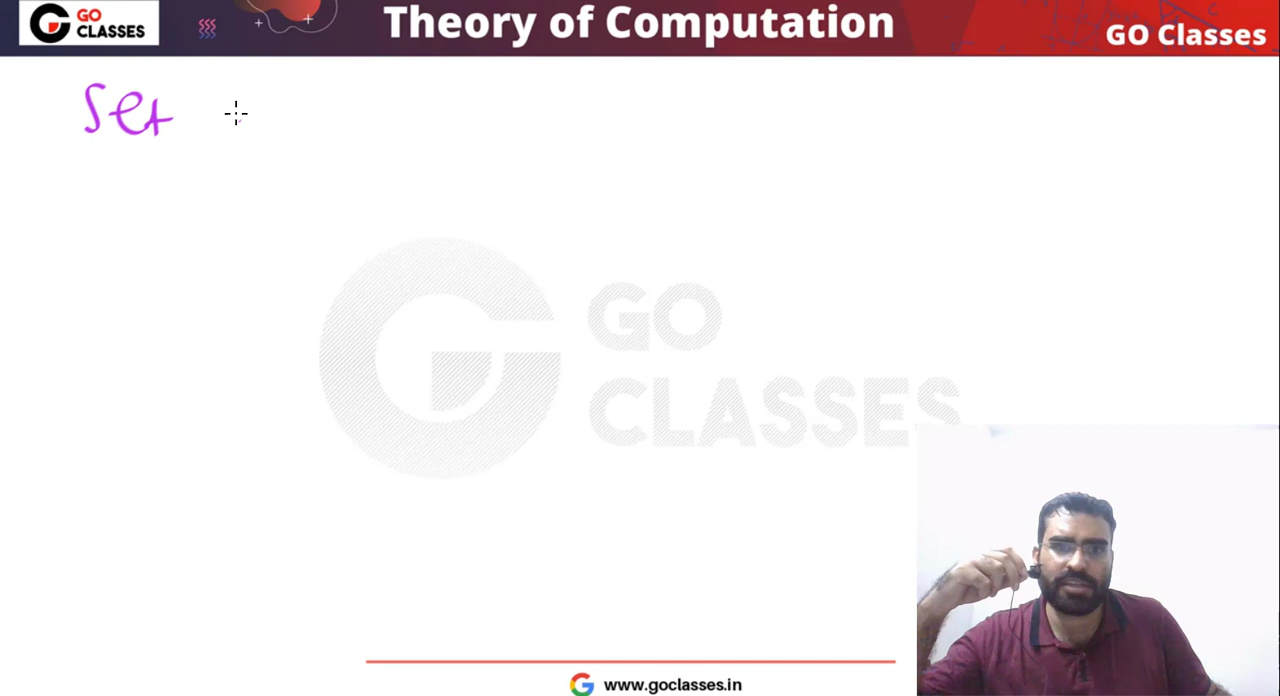 GO
CLASSES
Theory of Computation
GO Classes
Set
GO
CLASSES
www.goclasses.in